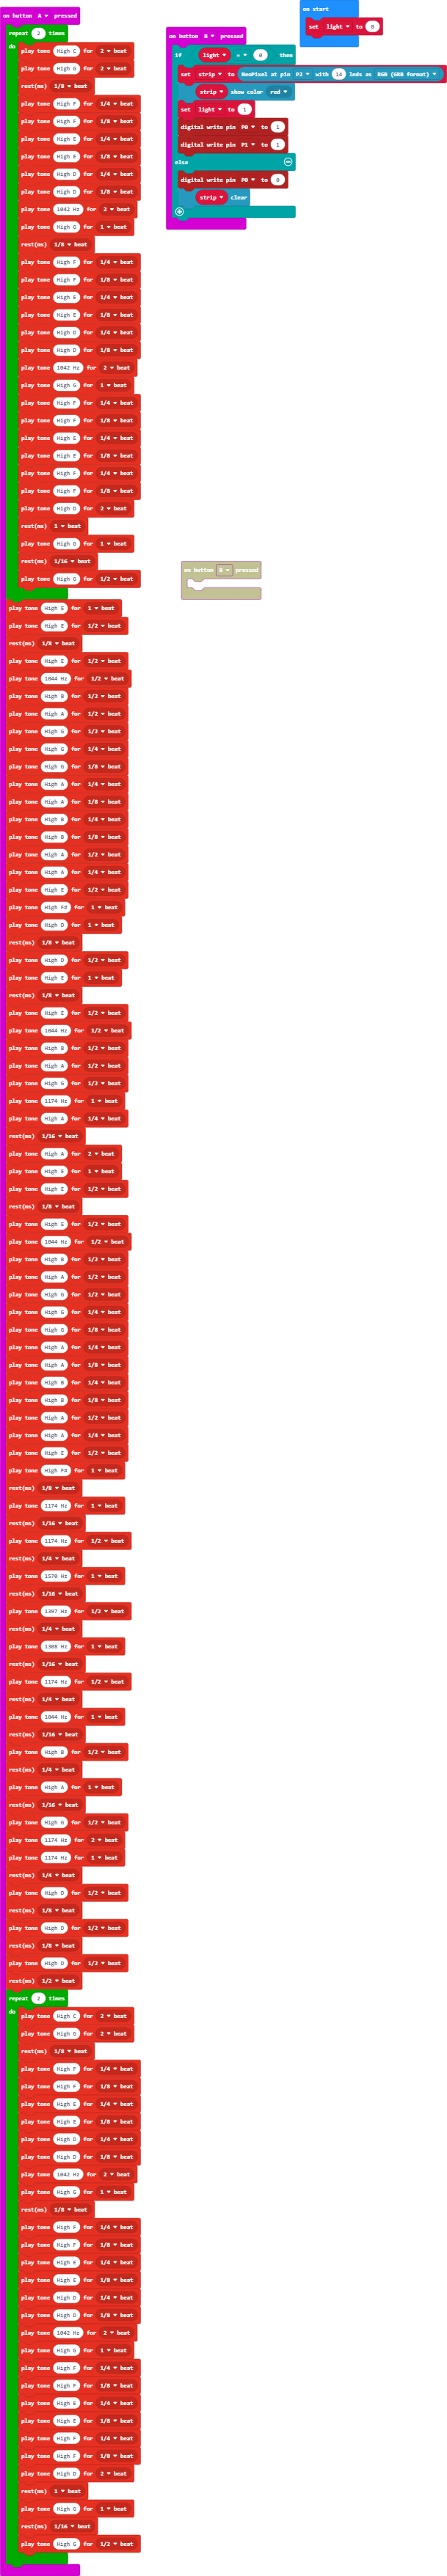 on button A pressed
repeat 2 times
do
play tone High C for 2 beat
play tone High G for 2 beat
rest(ms) 1/8 beat
play tone High F for 1/4 beat
play tone High F for 1/8 beat
play tone High E for 1/4 beat
play tone High E for 1/8 beat
play tone High D for 1/4 beat
play tone High D for 1/8 beat
play tone 1042 Hz for 2 beat
play tone High G for 1 beat
rest(ms) 1/8 beat
play tone High F for 1/4 beat
play tone High F for 1/8 beat
play tone High E for 1/4 beat
play tone High E for 1/8 beat
play tone High D for 1/4 beat
play tone High D for 1/8 beat
play tone 1042 Hz for 2 beat
play tone High G for 1 beat
play tone High F for 1/4 beat
play tone High F for 1/8 beat
play tone High E for 1/4 beat
play tone High E for 1/8 beat
play tone High F for 1/4 beat
play tone High F for 1/8 beat
play tone High D for 2 beat
rest(ms) 1 beat
play tone High G for 1 beat
rest(ms) 1/16 beat
play tone High G for 1/2 beat
play tone High E for 1 beat
play tone High E for 1/2 beat
rest(ms) 1/8 beat
play tone High E for 1/2 beat
play tone 1044 Hz for 1/2 beat
play tone High B for 1/2 beat
play tone High A for 1/2 beat
play tone High G for 1/2 beat
play tone High G for 1/4 beat
play tone High G for 1/8 beat
play tone High A for 1/4 beat
play tone High A for 1/8 beat
play tone High B for 1/4 beat
play tone High B for 1/8 beat
play tone High A for 1/2 beat
play tone High A for 1/4 beat
play tone High E for 1/2 beat
play tone High F# for 1 beat
play tone High D for 1 beat
rest(ms) 1/8 beat
play tone High D for 1/2 beat
play tone High E for 1 beat
rest(ms) 1/8 beat
play tone High E for 1/2 beat
play tone 1044 Hz for 1/2 beat
play tone High B for 1/2 beat
play tone High A for 1/2 beat
play tone High G for 1/2 beat
play tone 1174 Hz for 1 beat
play tone High A for 1/4 beat
rest(ms) 1/16 beat
play tone High A for 2 beat
play tone High E for 1 beat
play tone High E for 1/2 beat
rest(ms) 1/8 beat
play tone High E for 1/2 beat
play tone 1044 Hz for 1/2 beat
play tone High B for 1/2 beat
play tone High A for 1/2 beat
play tone High G for 1/2 beat
play tone High G for 1/4 beat
play tone High G for 1/8 beat
play tone High A for 1/4 beat
play tone High A for 1/8 beat
play tone High B for 1/4 beat
play tone High B for 1/8 beat
play tone High A for 1/2 beat
play tone High A for 1/4 beat
play tone High E for 1/2 beat
play tone High F# for 1 beat
rest(ms) 1/8 beat
play tone 1174 Hz for 1 beat
rest(ms) 1/16 beat
play tone 1174 Hz for 1/2 beat
rest(ms) 1/4 beat
play tone 1570 Hz for 1 beat
rest(ms) 1/16 beat
play tone 1397 Hz for 1/2 beat
rest(ms) 1/4 beat
play tone 1308 Hz for 1 beat
rest(ms) 1/16 beat
play tone 1174 Hz for 1/2 beat
rest(ms) 1/4 beat
play tone 1044 Hz for 1 beat
rest(ms) 1/16 beat
play tone High B for 1/2 beat
rest(ms) 1/4 beat
play tone High A for 1 beat
rest(ms) 1/16 beat
play tone High G for 1/2 beat
play tone 1174 Hz for 2 beat
play tone 1174 Hz for 1 beat
rest(ms) 1/4 beat
play tone High D for 1/2 beat
rest(ms) 1/8 beat
play tone High D for 1/2 beat
rest(ms) 1/8 beat
play tone High D for 1/2 beat
rest(ms) 1/2 beat
repeat 2 times
do
play tone High C for 2 beat
play tone High G for 2 beat
rest(ms) 1/8 beat
play tone High F for 1/4 beat
play tone High F for 1/8 beat
play tone High E for 1/4 beat
play tone High E for 1/8 beat
play tone High D for 1/4 beat
play tone High D for 1/8 beat
play tone 1042 Hz for 2 beat
play tone High G for 1 beat
rest(ms) 1/8 beat
play tone High F for 1/4 beat
play tone High F for 1/8 beat
play tone High E for 1/4 beat
play tone High E for 1/8 beat
play tone High D for 1/4 beat
play tone High D for 1/8 beat
play tone 1042 Hz for 2 beat
play tone High G for 1 beat
play tone High F for 1/4 beat
play tone High F for 1/8 beat
play tone High E for 1/4 beat
play tone High E for 1/8 beat
play tone High F for 1/4 beat
play tone High F for 1/8 beat
play tone High D for 2 beat
rest(ms) 1 beat
play tone High G for 1 beat
rest(ms) 1/16 beat
play tone High G for 1/2 beat
on button B pressed
if light = 0 then
set strip to NeoPixel at pin P2 with 14 leds as RGB (GRB format)
strip show color red
set light to 1
digital write pin P0 to 1
digital write pin P1 to 1
else
digital write pin P0 to 0
strip clear
on start
set light to 0
on button B pressed